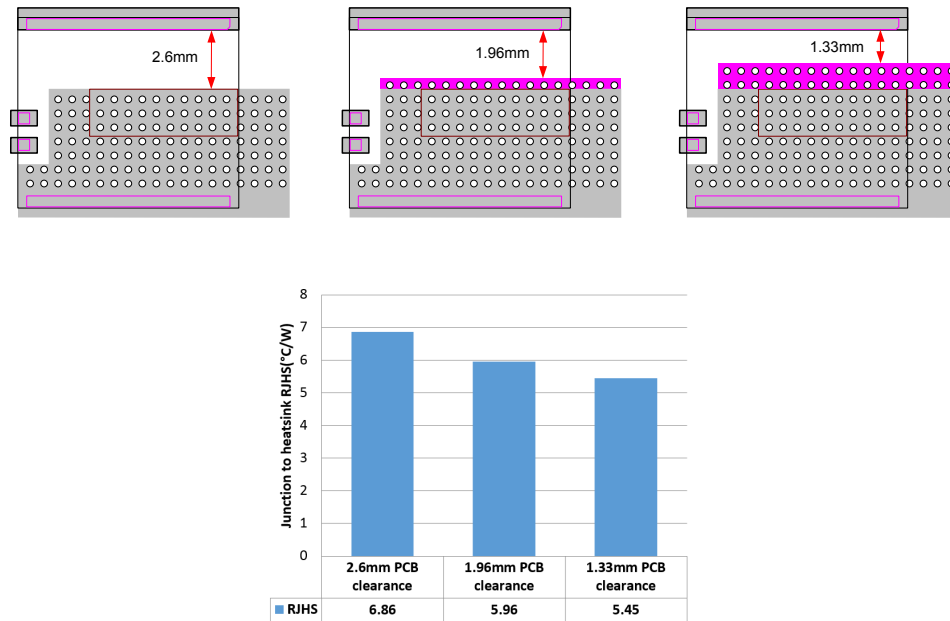 2.6mm
1.96mm
1.33mm
8
7
6
5
4
3
2
1
0
Junction to heatsink RJHS(°C/W)
2.6mm PCB clearance
1.96mm PCB clearance
1.33mm PCB clearance
RJHS 6.86 5.96 5.45